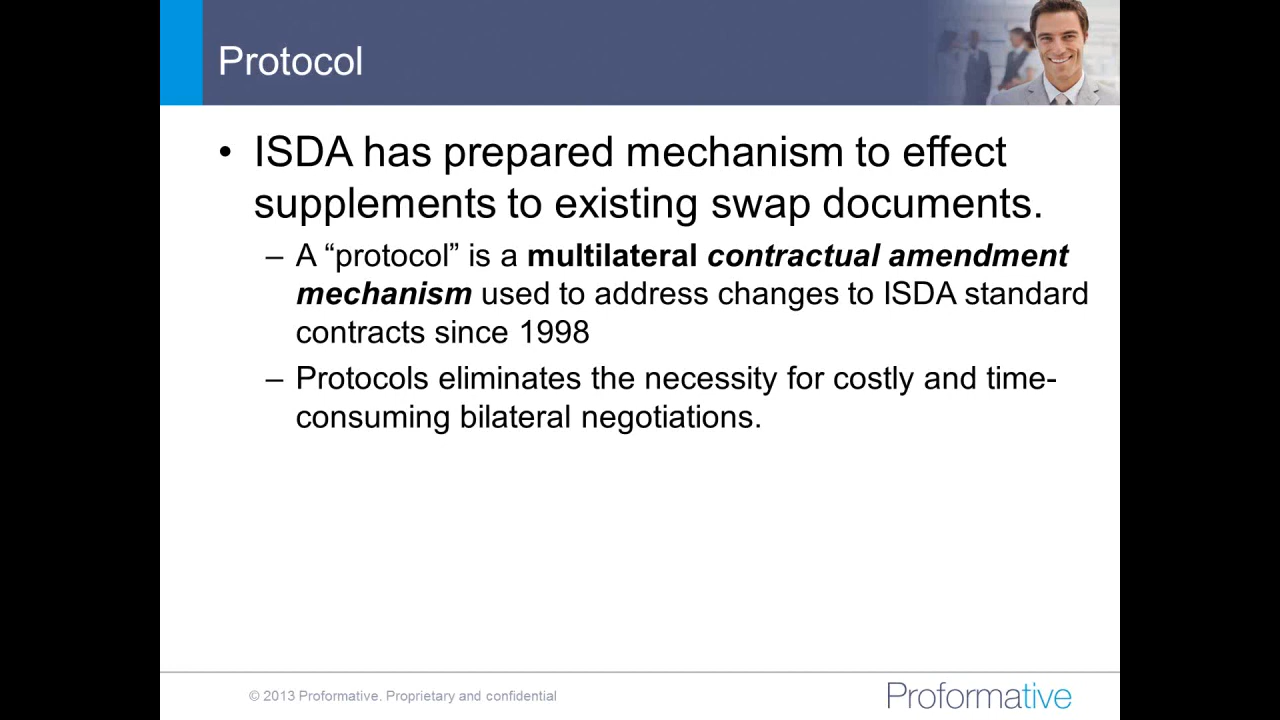 Protocol
• ISDA has prepared mechanism to effect
supplements to existing swap documents.
– A “protocol” is a multilateral contractual amendment
mechanism used to address changes to ISDA standard
contracts since 1998
– Protocols eliminates the necessity for costly and time-
consuming bilateral negotiations.
© 2013 Proformative. Proprietary and confidential
Proformative